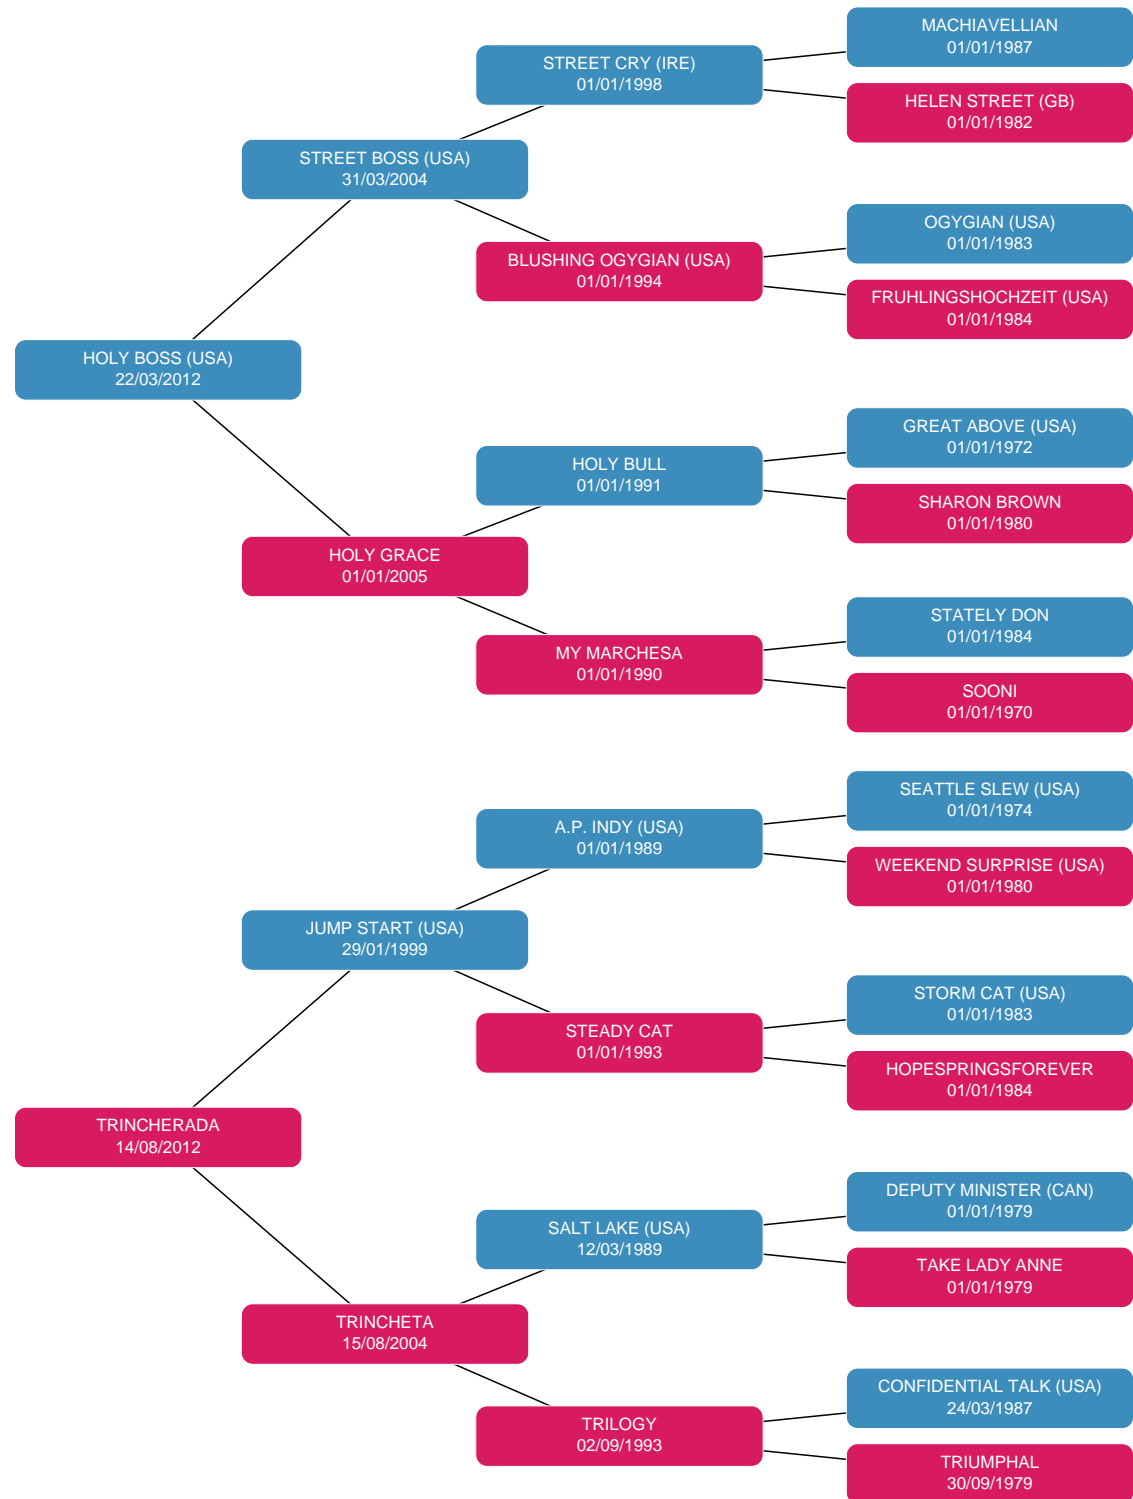 MACHIAVELLIAN
01/01/1987
STREET CRY (IRE)
01/01/1998
HELEN STREET (GB)
01/01/1982
STREET BOSS (USA)
31/03/2004
OGYGIAN (USA)
01/01/1983
BLUSHING OGYGIAN (USA)
01/01/1994
FRUHLINGSHOCHZEIT (USA)
01/01/1984
HOLY BOSS (USA)
22/03/2012
GREAT ABOVE (USA)
01/01/1972
HOLY BULL
01/01/1991
SHARON BROWN
01/01/1980
HOLY GRACE
01/01/2005
STATELY DON
01/01/1984
MY MARCHESA
01/01/1990
SOONI
01/01/1970
SEATTLE SLEW (USA)
01/01/1974
A.P. INDY (USA)
01/01/1989
WEEKEND SURPRISE (USA)
01/01/1980
JUMP START (USA)
29/01/1999
STORM CAT (USA)
01/01/1983
STEADY CAT
01/01/1993
HOPESPRINGSFOREVER
01/01/1984
TRINCHERADA
14/08/2012
DEPUTY MINISTER (CAN)
01/01/1979
SALT LAKE (USA)
12/03/1989
TAKE LADY ANNE
01/01/1979
TRINCHETA
15/08/2004
CONFIDENTIAL TALK (USA)
24/03/1987
TRILOGY
02/09/1993
TRIUMPHAL
30/09/1979